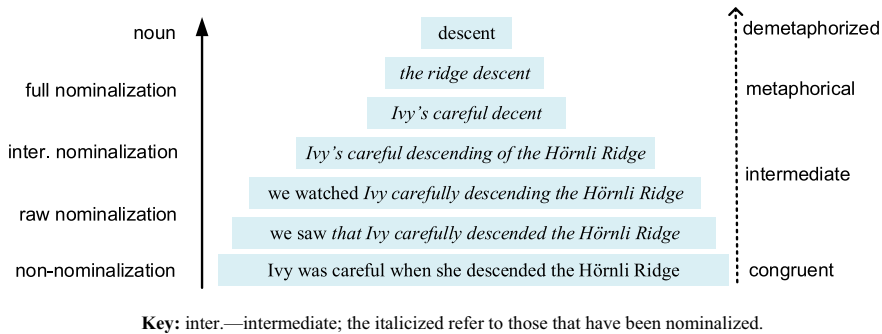 noun
descent
demetaphorized
full nominalization
the ridge descent
metaphorical
Ivy's careful decent
inter. nominalization
Ivy's careful descending of the Hörnli Ridge
intermediate
raw nominalization
we watched Ivy carefully descending the Hörnli Ridge
we saw that Ivy carefully descended the Hörnli Ridge
non-nominalization
Ivy was careful when she descended the Hörnli Ridge
congruent
Key: inter.—intermediate; the italicized refer to those that have been nominalized.